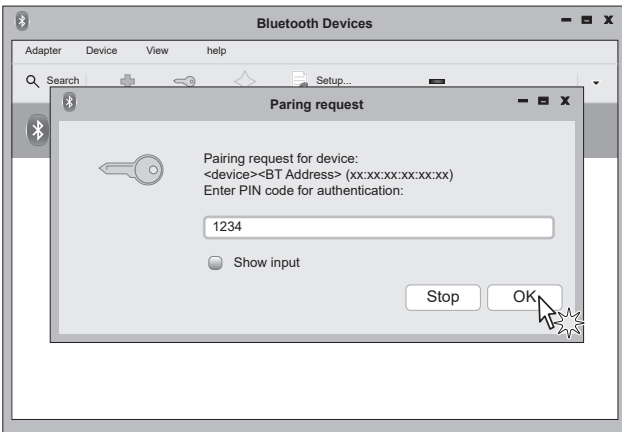 Bluetooth Devices
Adapter Device View help
Search Setup...
Paring request
Pairing request for device:
<device><BT Address> (xx:xx:xx:xx:xx:xx)
Enter PIN code for authentication:
1234
Show input
Stop OK